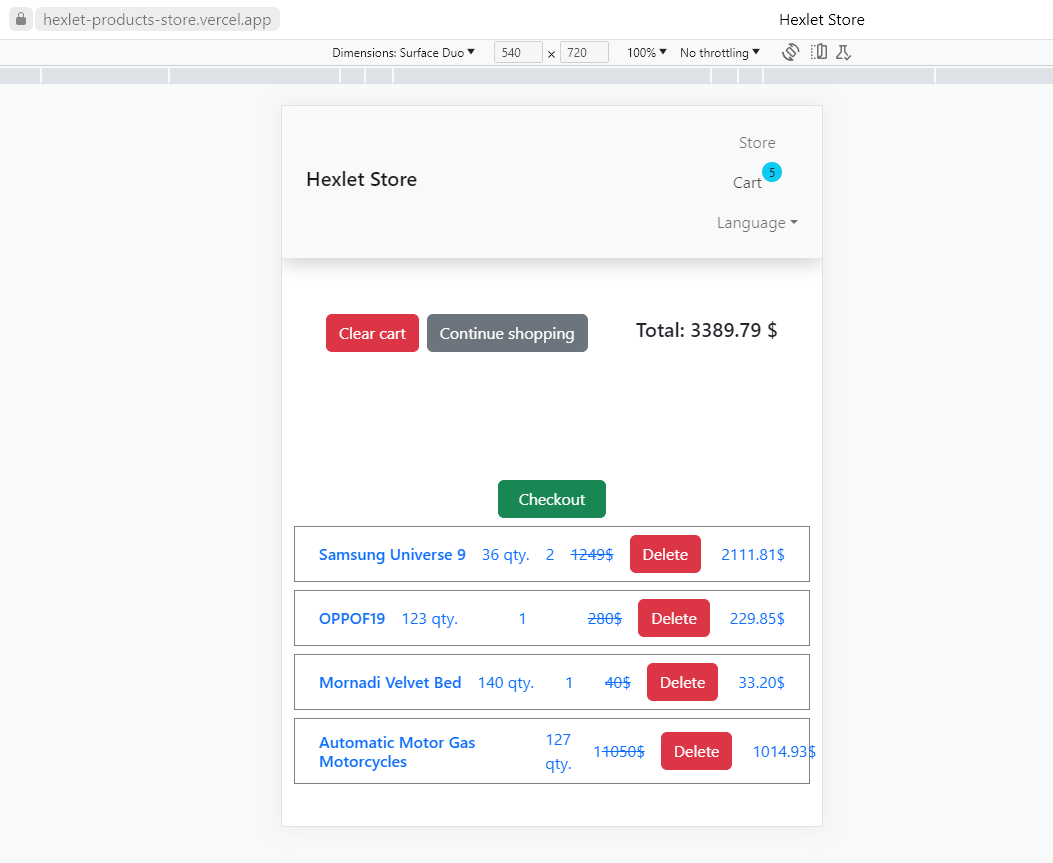 hexlet-products-store.vercel.app Hexlet Store
Dimensions: Surface Duo 540 × 720 100% No throttling
Store
Hexlet Store
Cart 5
Language
Clear cart Continue shopping Total: 3389.79 $
Checkout
Samsung Universe 9 36 qty. 2 1249$ Delete 2111.81$
OPPOF19 123 qty. 1 280$ Delete 229.85$
Mornadi Velvet Bed 140 qty. 1 40$ Delete 33.20$
Automatic Motor Gas
Motorcycles
127
qty.
1 1050$ Delete 1014.93$